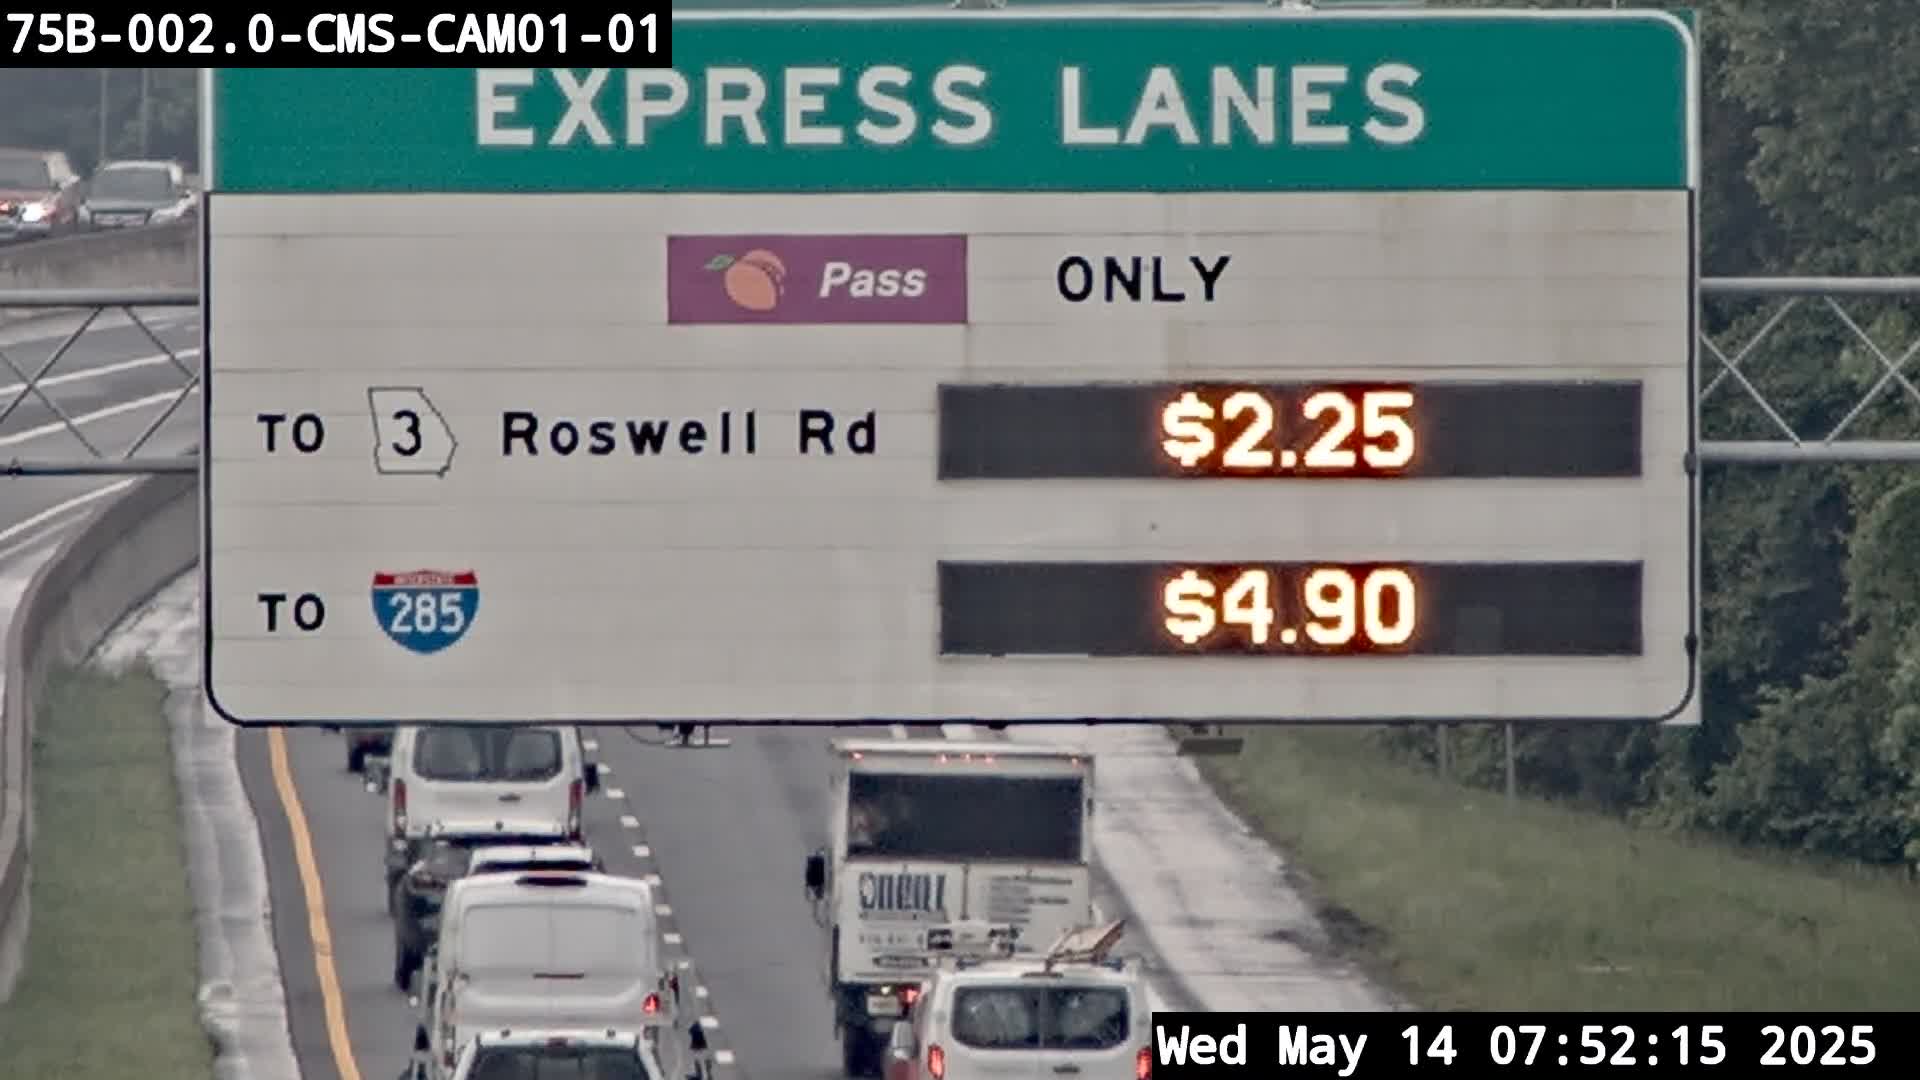 75B-002.0-CMS-CAM01-01
EXPRESS LANES
Pass ONLY
TO 3 Roswell Rd $2.25
INTERSTATE
TO 285 $4.90
Wed May 14 07:52:15 2025